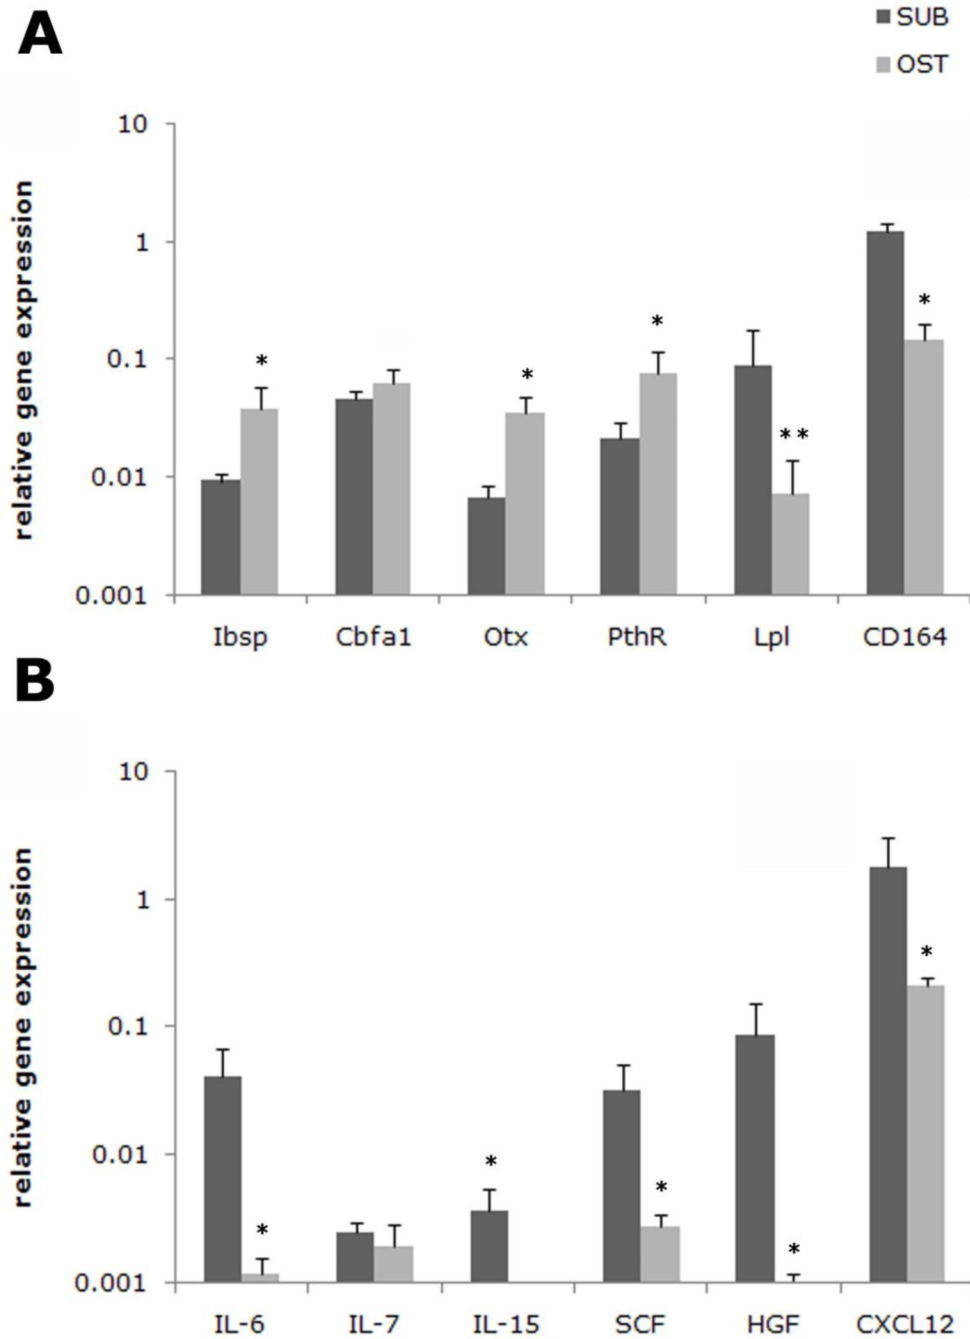 A
SUB
OST
10
1
0.1
0.01
0.001
relative gene expression
*
*
*
**
*
Ibsp Cbfa1 Otx PthR Lpl CD164
B
10
1
0.1
0.01
0.001
relative gene expression
*
*
*
*
*
IL-6 IL-7 IL-15 SCF HGF CXCL12